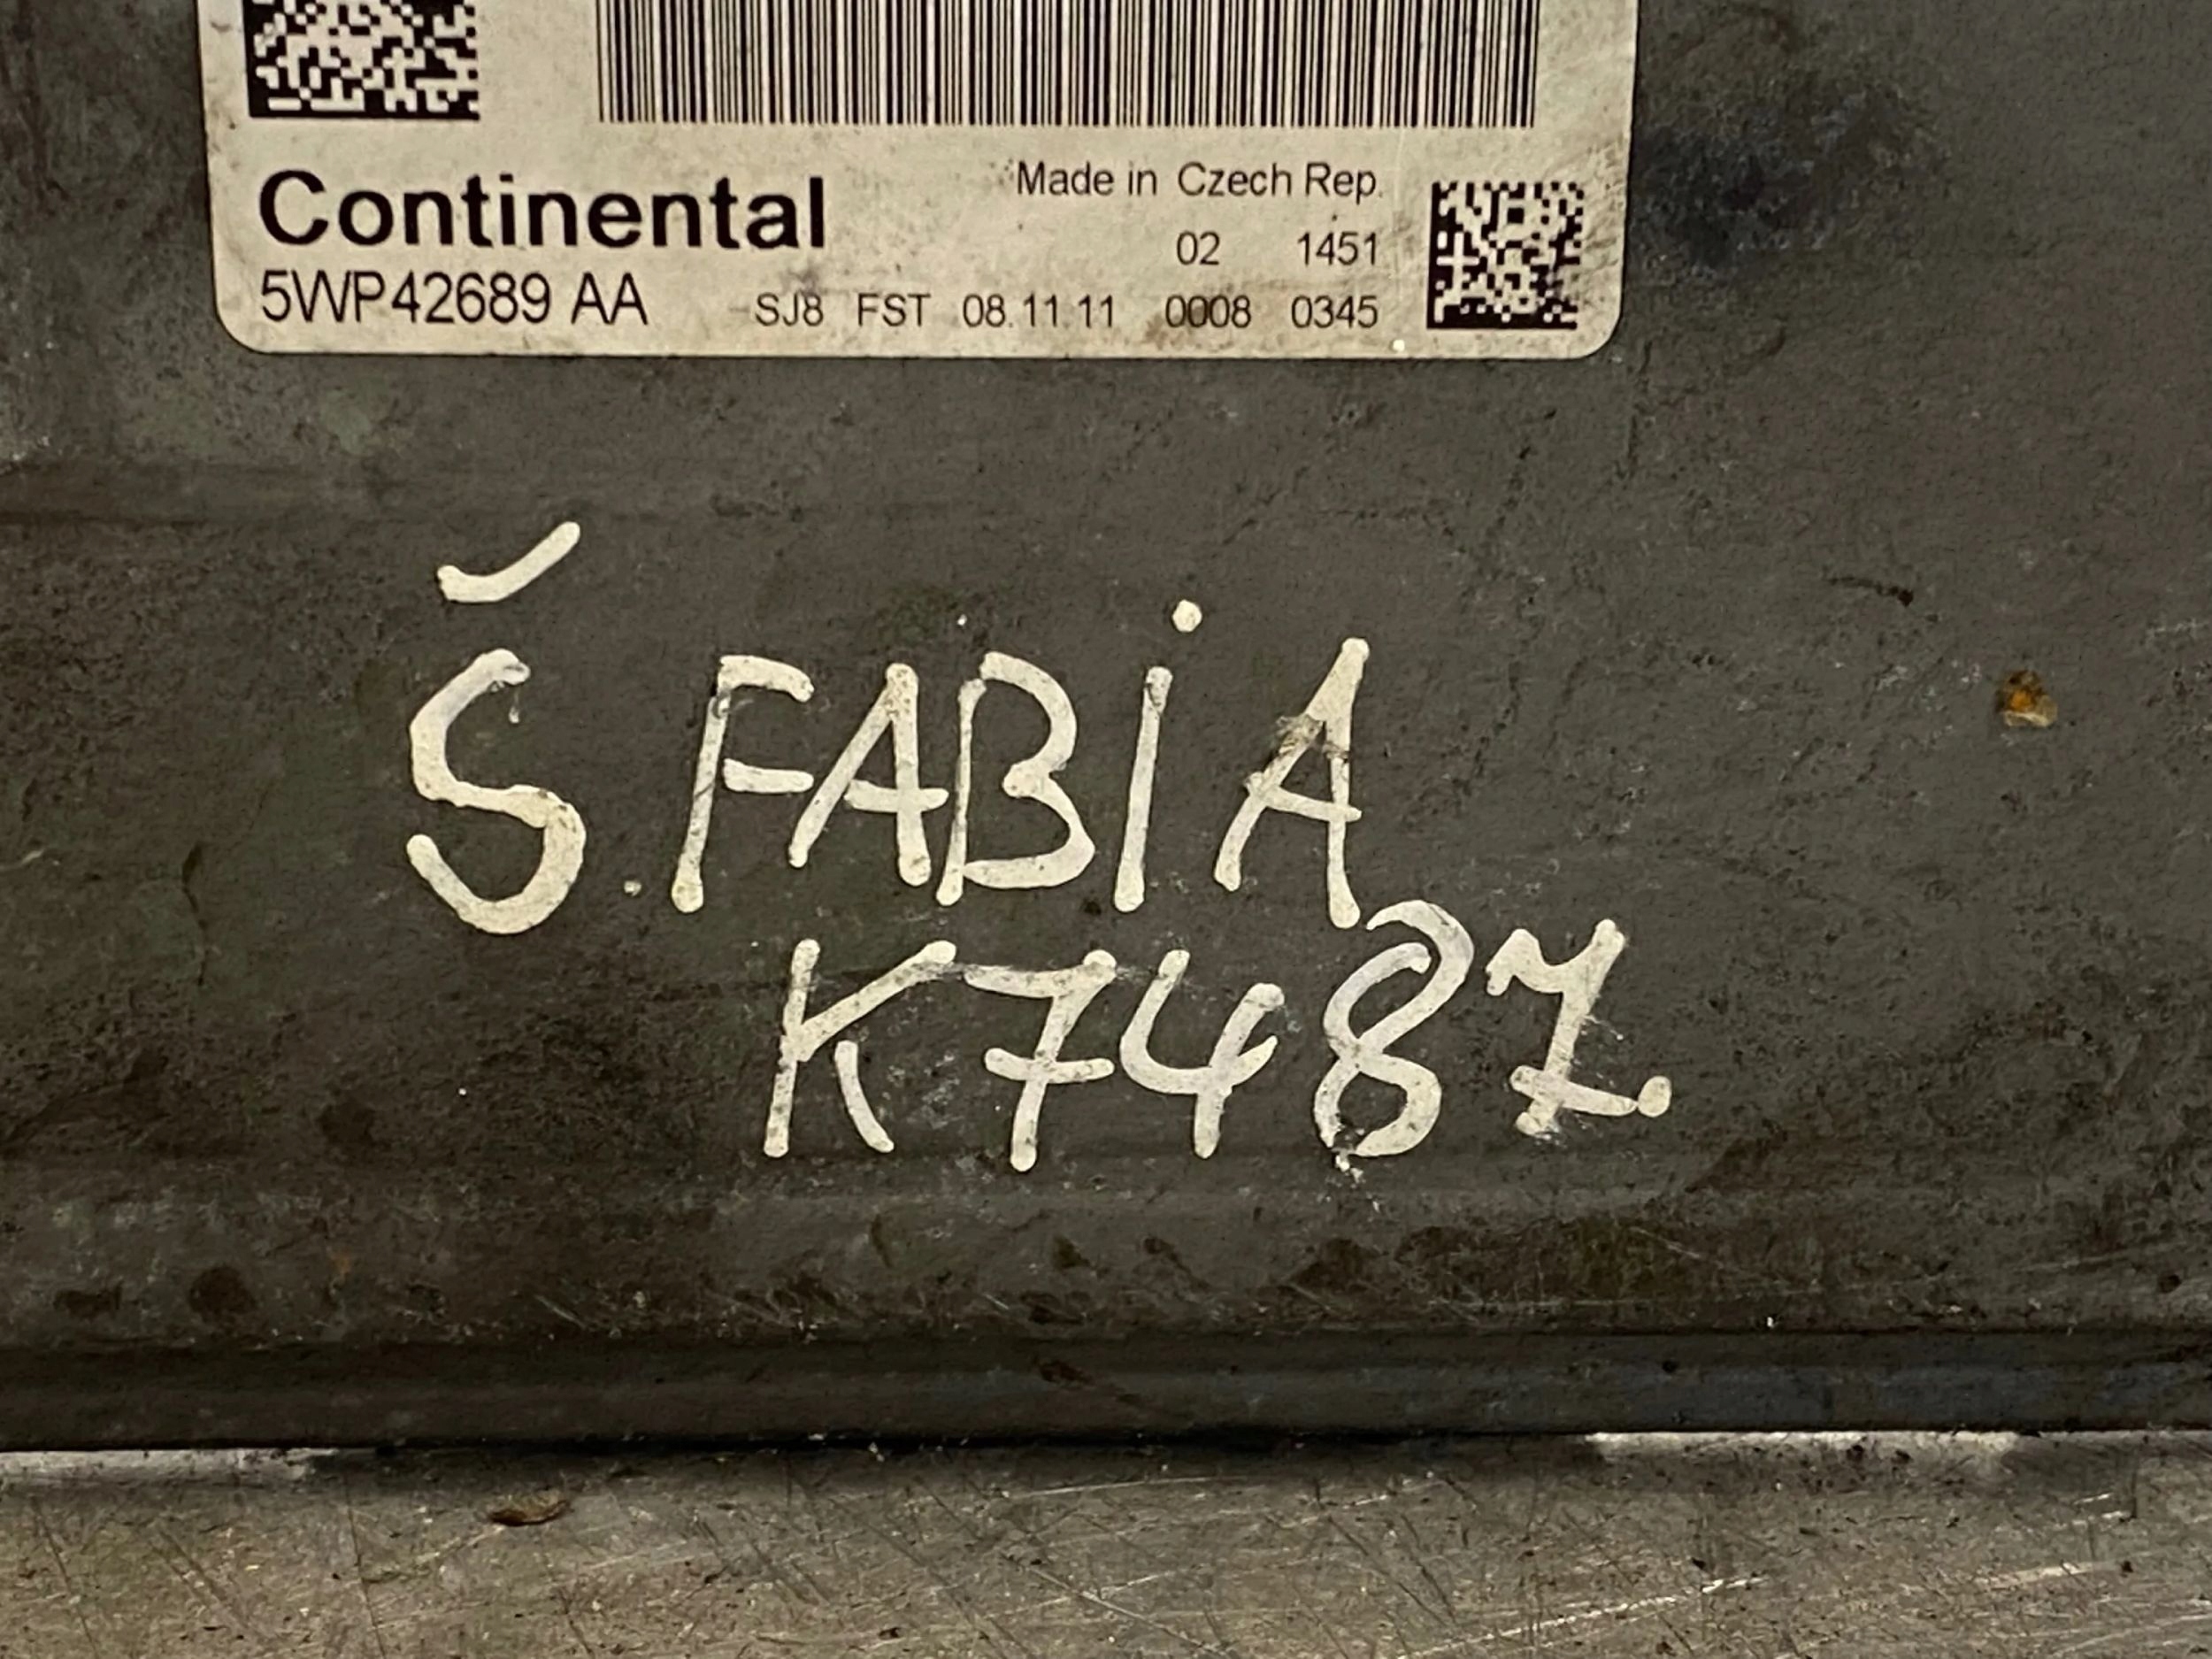 Continental
Made in Czech Rep.
02 1451
5WP42689 AA SJ8 FST 08.11.11 0008 0345
Š. FABIA
K7487.